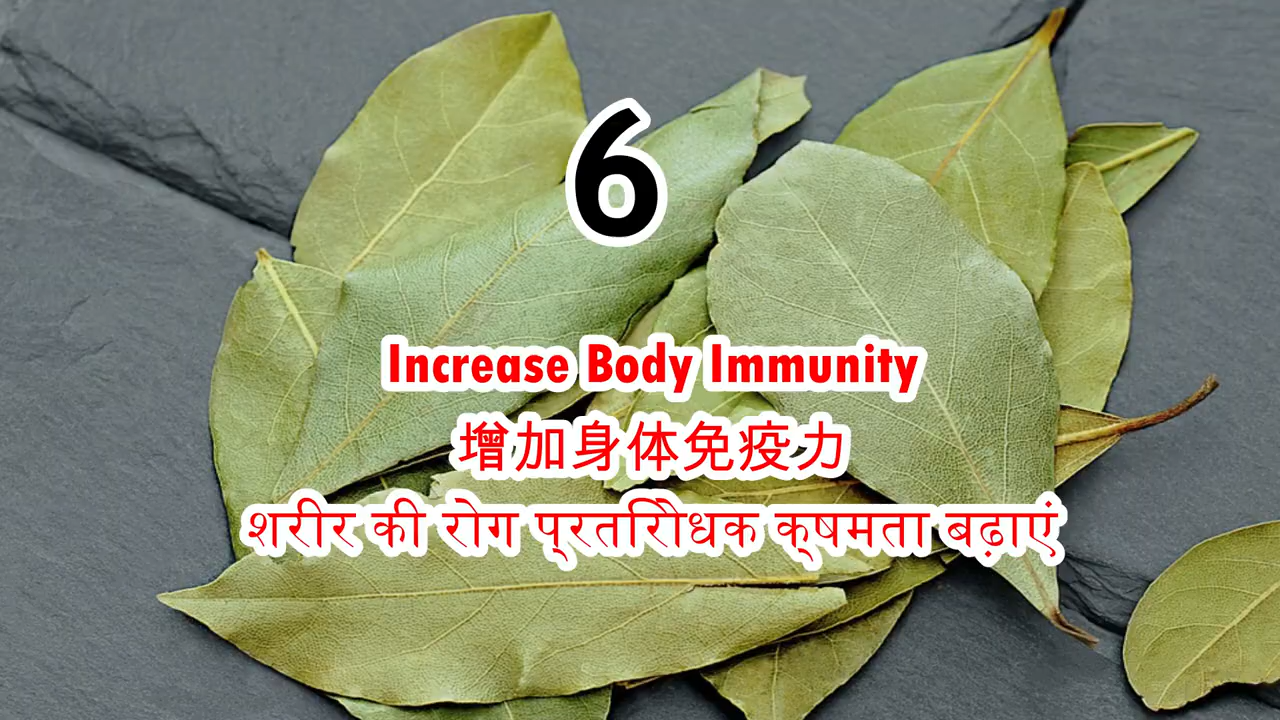 6
Increase Body Immunity
增加身体免疫力
शरीर की रोग प्रतिरोधक क्षमता बढ़ाएं